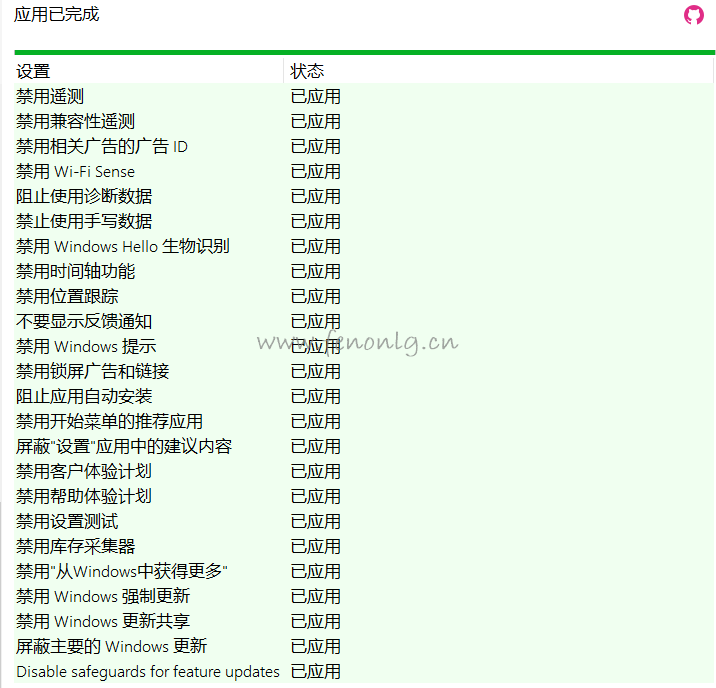 应用已完成
设置 状态
禁用遥测 已应用
禁用兼容性遥测 已应用
禁用相关广告的广告 ID 已应用
禁用 Wi-Fi Sense 已应用
阻止使用诊断数据 已应用
禁止使用手写数据 已应用
禁用 Windows Hello 生物识别 已应用
禁用时间轴功能 已应用
禁用位置跟踪 已应用
不要显示反馈通知 已应用
禁用 Windows 提示 已应用
www.fenonlg.cn
禁用锁屏广告和链接 已应用
阻止应用自动安装 已应用
禁用开始菜单的推荐应用 已应用
屏蔽"设置"应用中的建议内容 已应用
禁用客户体验计划 已应用
禁用帮助体验计划 已应用
禁用设置测试 已应用
禁用库存采集器 已应用
禁用"从Windows中获得更多" 已应用
禁用 Windows 强制更新 已应用
禁用 Windows 更新共享 已应用
屏蔽主要的 Windows 更新 已应用
Disable safeguards for feature updates 已应用